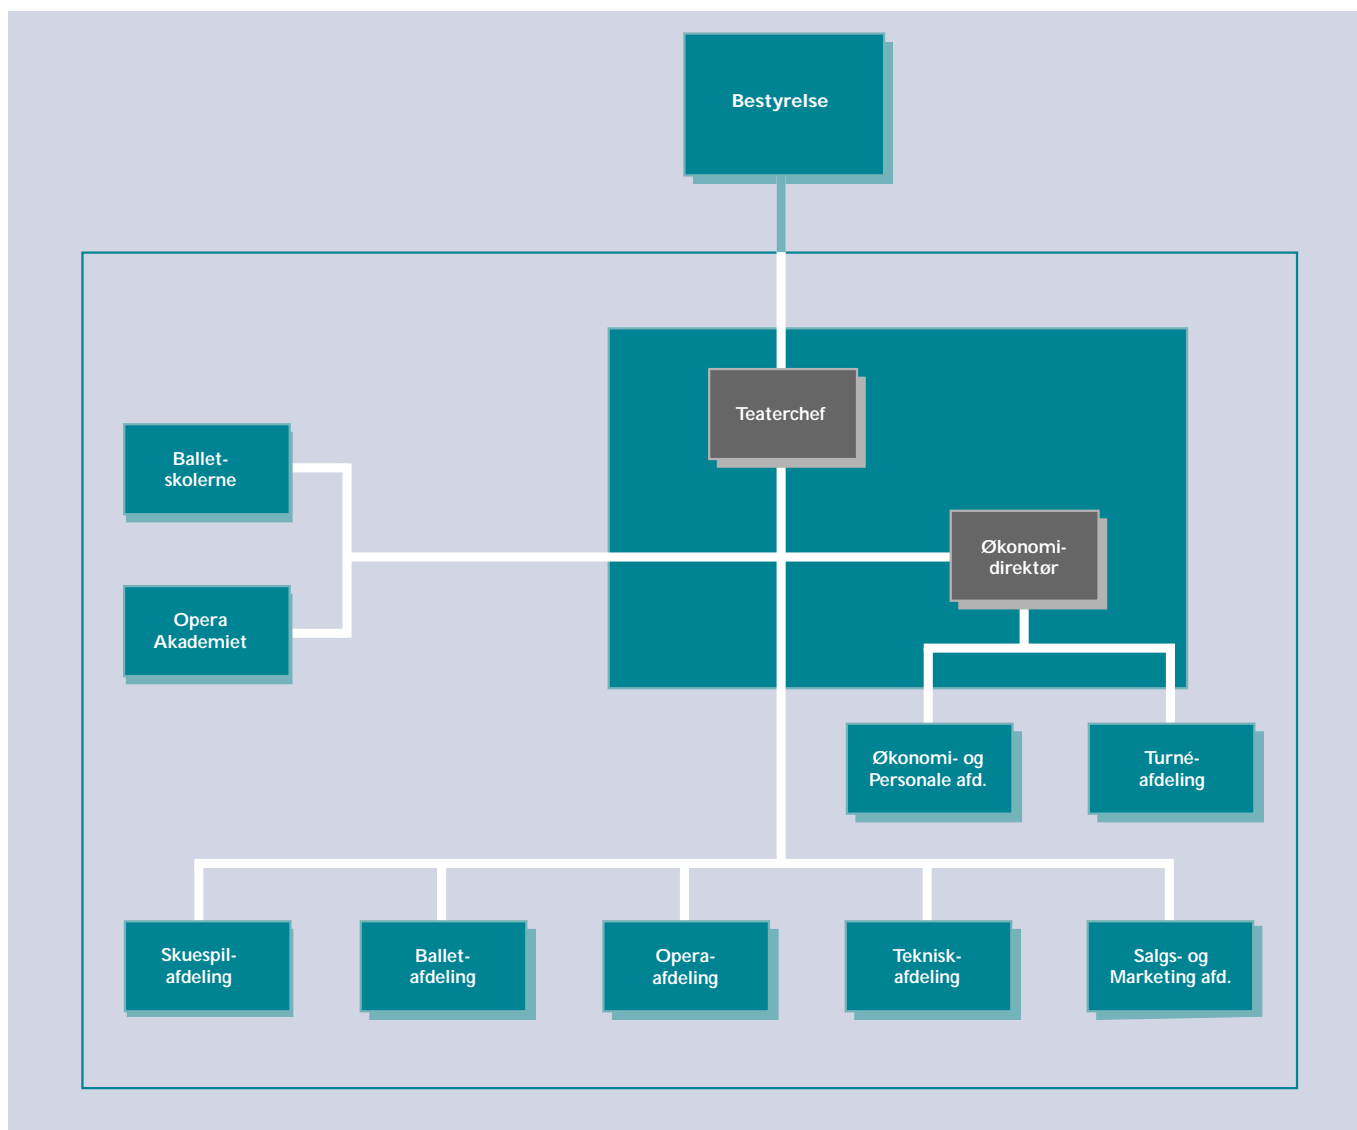 Bestyrelse
Teaterchef
Ballet-
skolerne
Økonomi-
direktør
Opera
Akademiet
Økonomi- og
Personale afd.
Turné-
afdeling
Skuespil-
afdeling
Ballet-
afdeling
Opera-
afdeling
Teknisk-
afdeling
Salgs- og
Marketing afd.